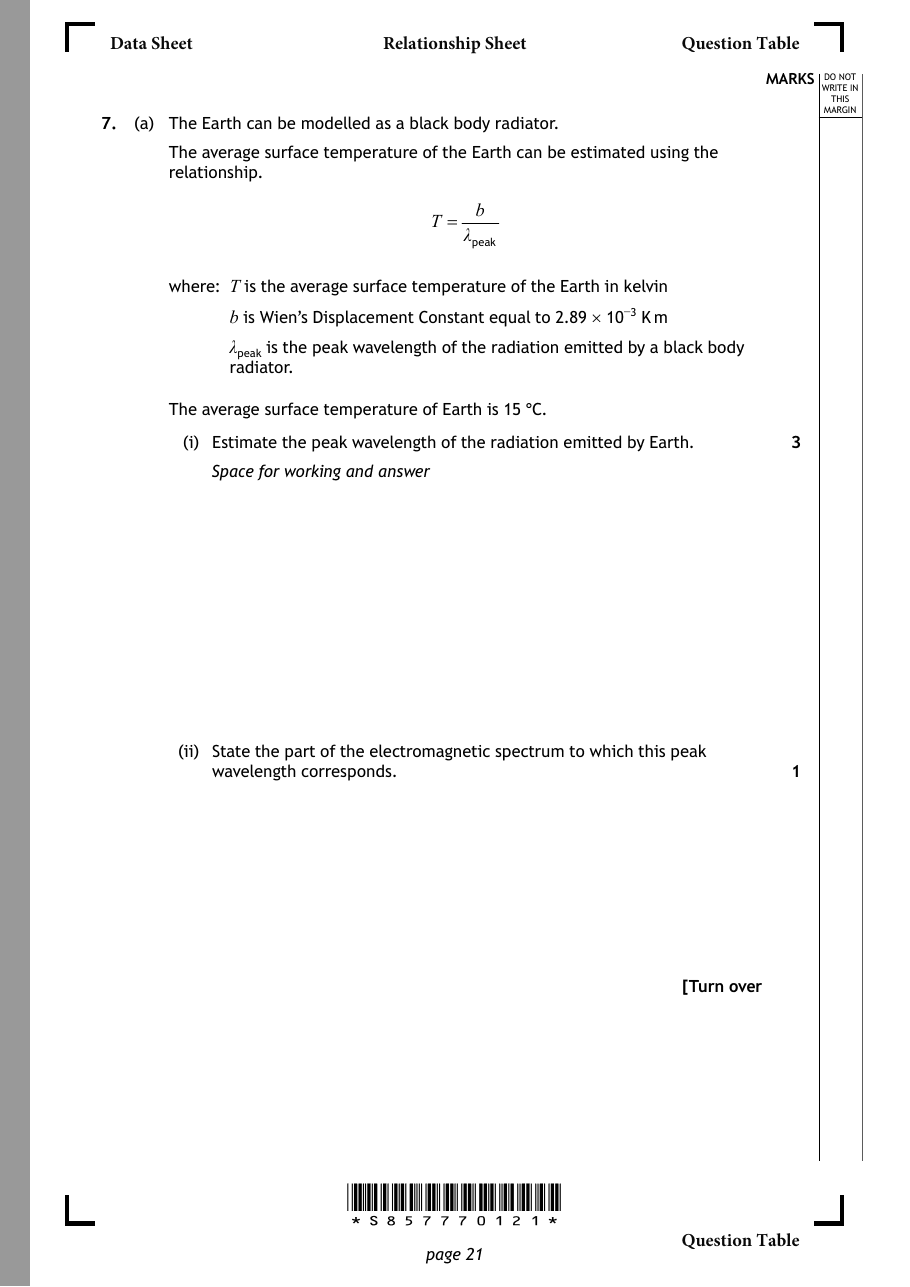 Data Sheet Relationship Sheet Question Table
MARKS
DO NOT
WRITE IN
THIS
MARGIN
7. (a) The Earth can be modelled as a black body radiator.
The average surface temperature of the Earth can be estimated using the
relationship.
T = b / λpeak
where: T is the average surface temperature of the Earth in kelvin
b is Wien’s Displacement Constant equal to 2.89 × 10⁻³ K m
λpeak is the peak wavelength of the radiation emitted by a black body
radiator.
The average surface temperature of Earth is 15 °C.
(i) Estimate the peak wavelength of the radiation emitted by Earth. 3
Space for working and answer
(ii) State the part of the electromagnetic spectrum to which this peak
wavelength corresponds. 1
[Turn over
* S 8 5 7 7 7 0 1 2 1 *
page 21
Question Table